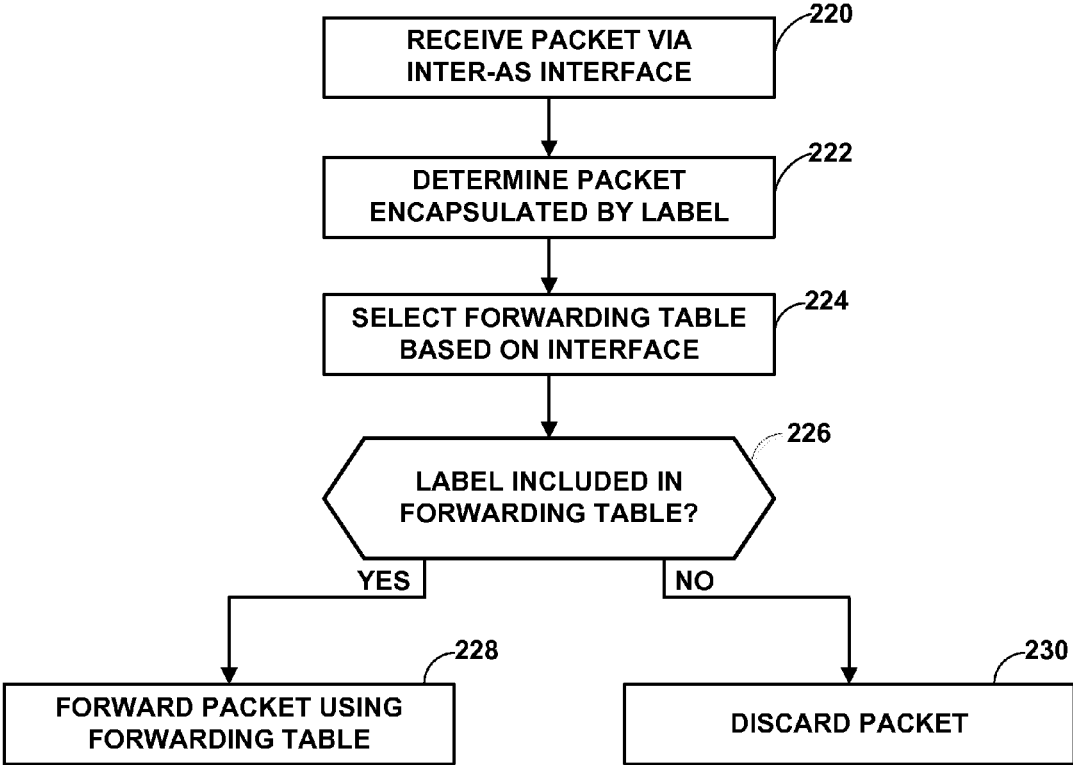 220
RECEIVE PACKET VIA
INTER-AS INTERFACE
222
DETERMINE PACKET
ENCAPSULATED BY LABEL
224
SELECT FORWARDING TABLE
BASED ON INTERFACE
226
LABEL INCLUDED IN
FORWARDING TABLE?
YES
NO
228
FORWARD PACKET USING
FORWARDING TABLE
230
DISCARD PACKET